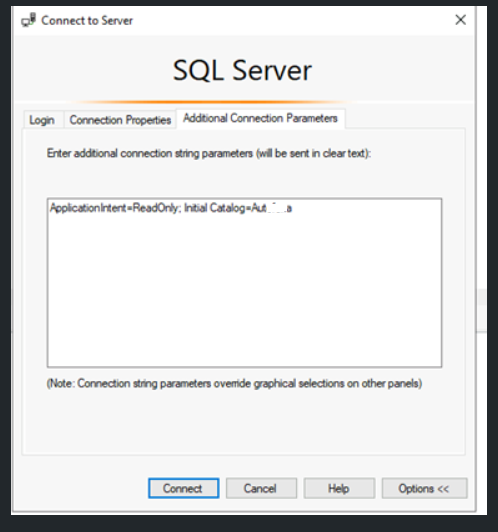 Connect to Server
SQL Server
Login Connection Properties Additional Connection Parameters
Enter additional connection string parameters (will be sent in clear text):
ApplicationIntent=ReadOnly; Initial Catalog=
(Note: Connection string parameters override graphical selections on other panels)
Connect Cancel Help Options <<